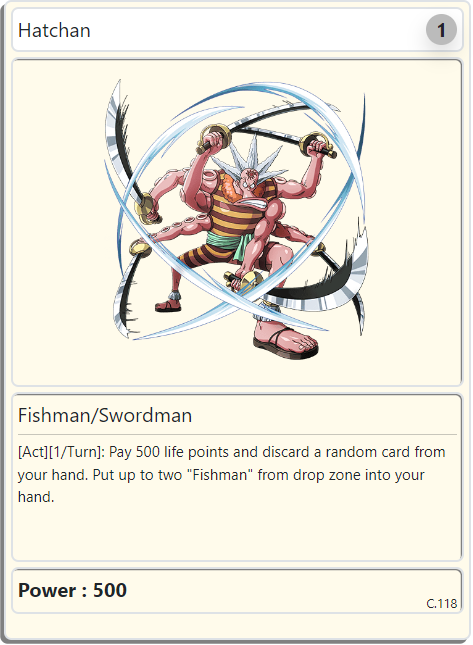 Hatchan
1
Fishman/Swordman
[Act][1/Turn]: Pay 500 life points and discard a random card from
your hand. Put up to two "Fishman" from drop zone into your
hand.
Power : 500
C.118